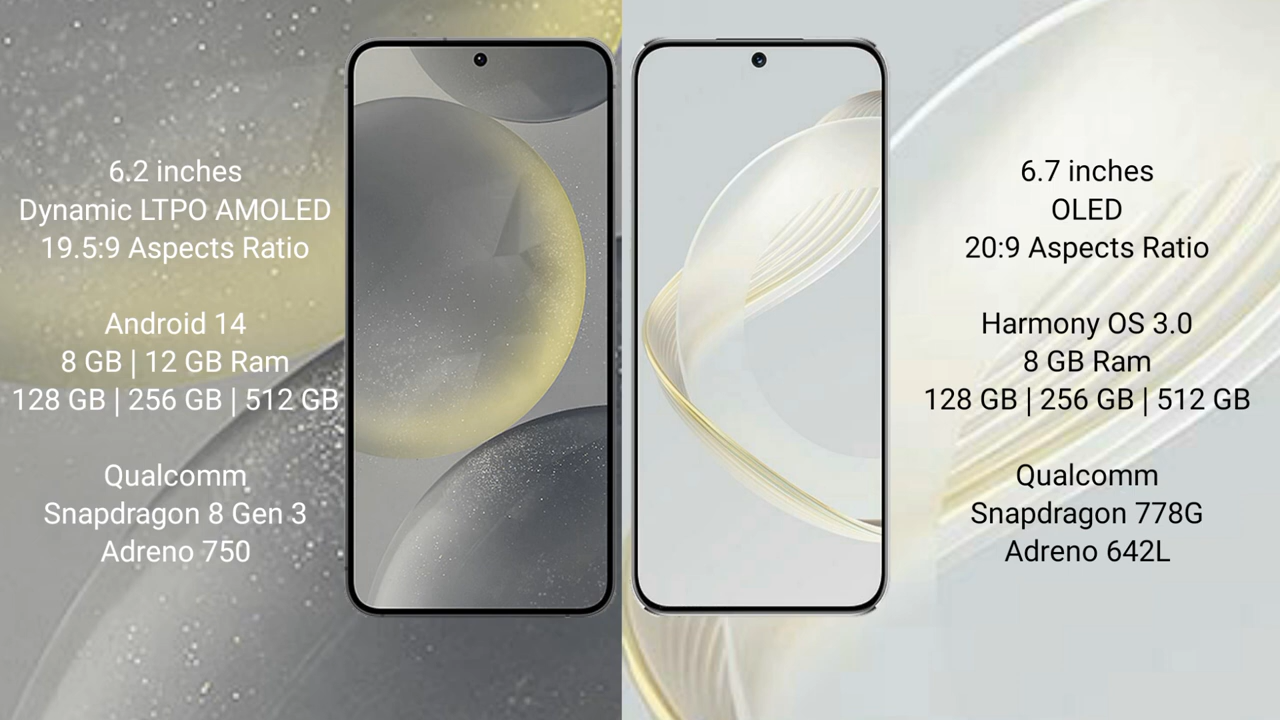 6.2 inches
Dynamic LTPO AMOLED
19.5:9 Aspects Ratio
Android 14
8 GB | 12 GB Ram
128 GB | 256 GB | 512 GB
Qualcomm
Snapdragon 8 Gen 3
Adreno 750
6.7 inches
OLED
20:9 Aspects Ratio
Harmony OS 3.0
8 GB Ram
128 GB | 256 GB | 512 GB
Qualcomm
Snapdragon 778G
Adreno 642L